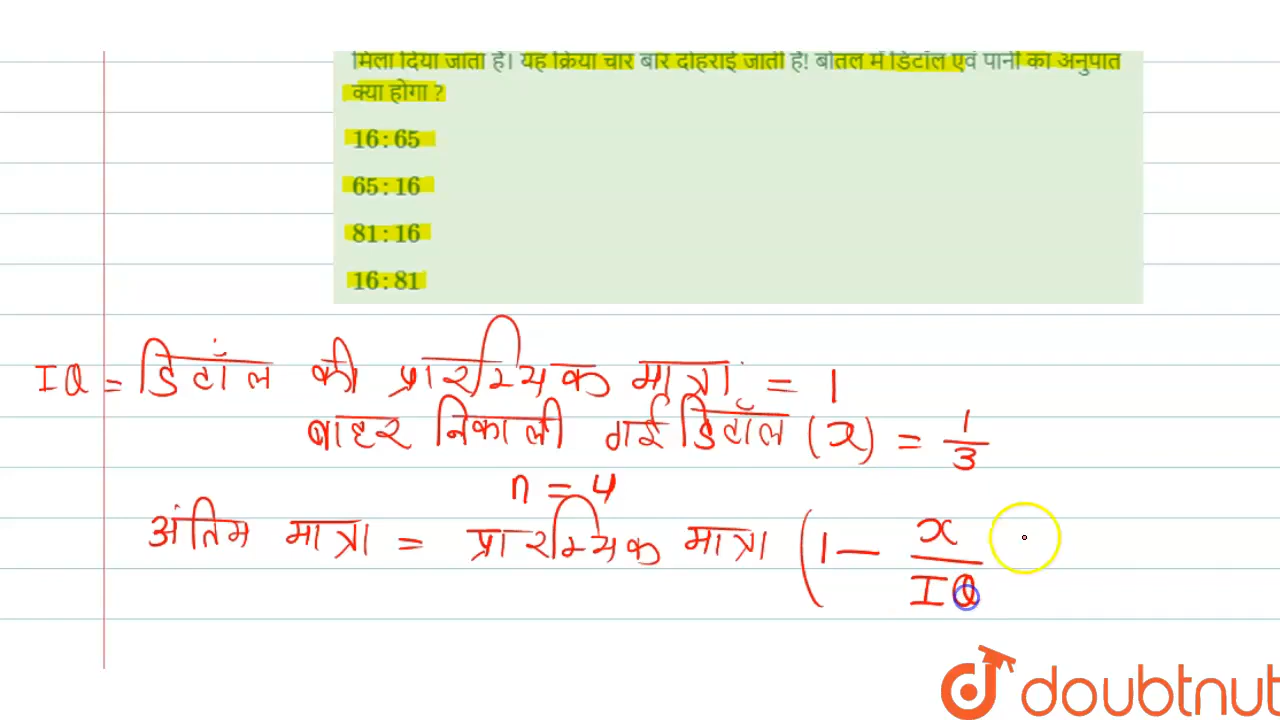 मिला दिया जाता है। यह क्रिया चार बार दोहराई जाती है! बोतल में डिटॉल एवं पानी का अनुपात
क्या होगा ?
16 : 65
65 : 16
81 : 16
16 : 81
IQ = डिटॉल की प्रारम्भिक मात्रा = 1
बाहर निकाली गई डिटॉल (x) = 1/3
n = 4
अंतिम मात्रा = प्रारम्भिक मात्रा (1 - x/IQ
doubtnut